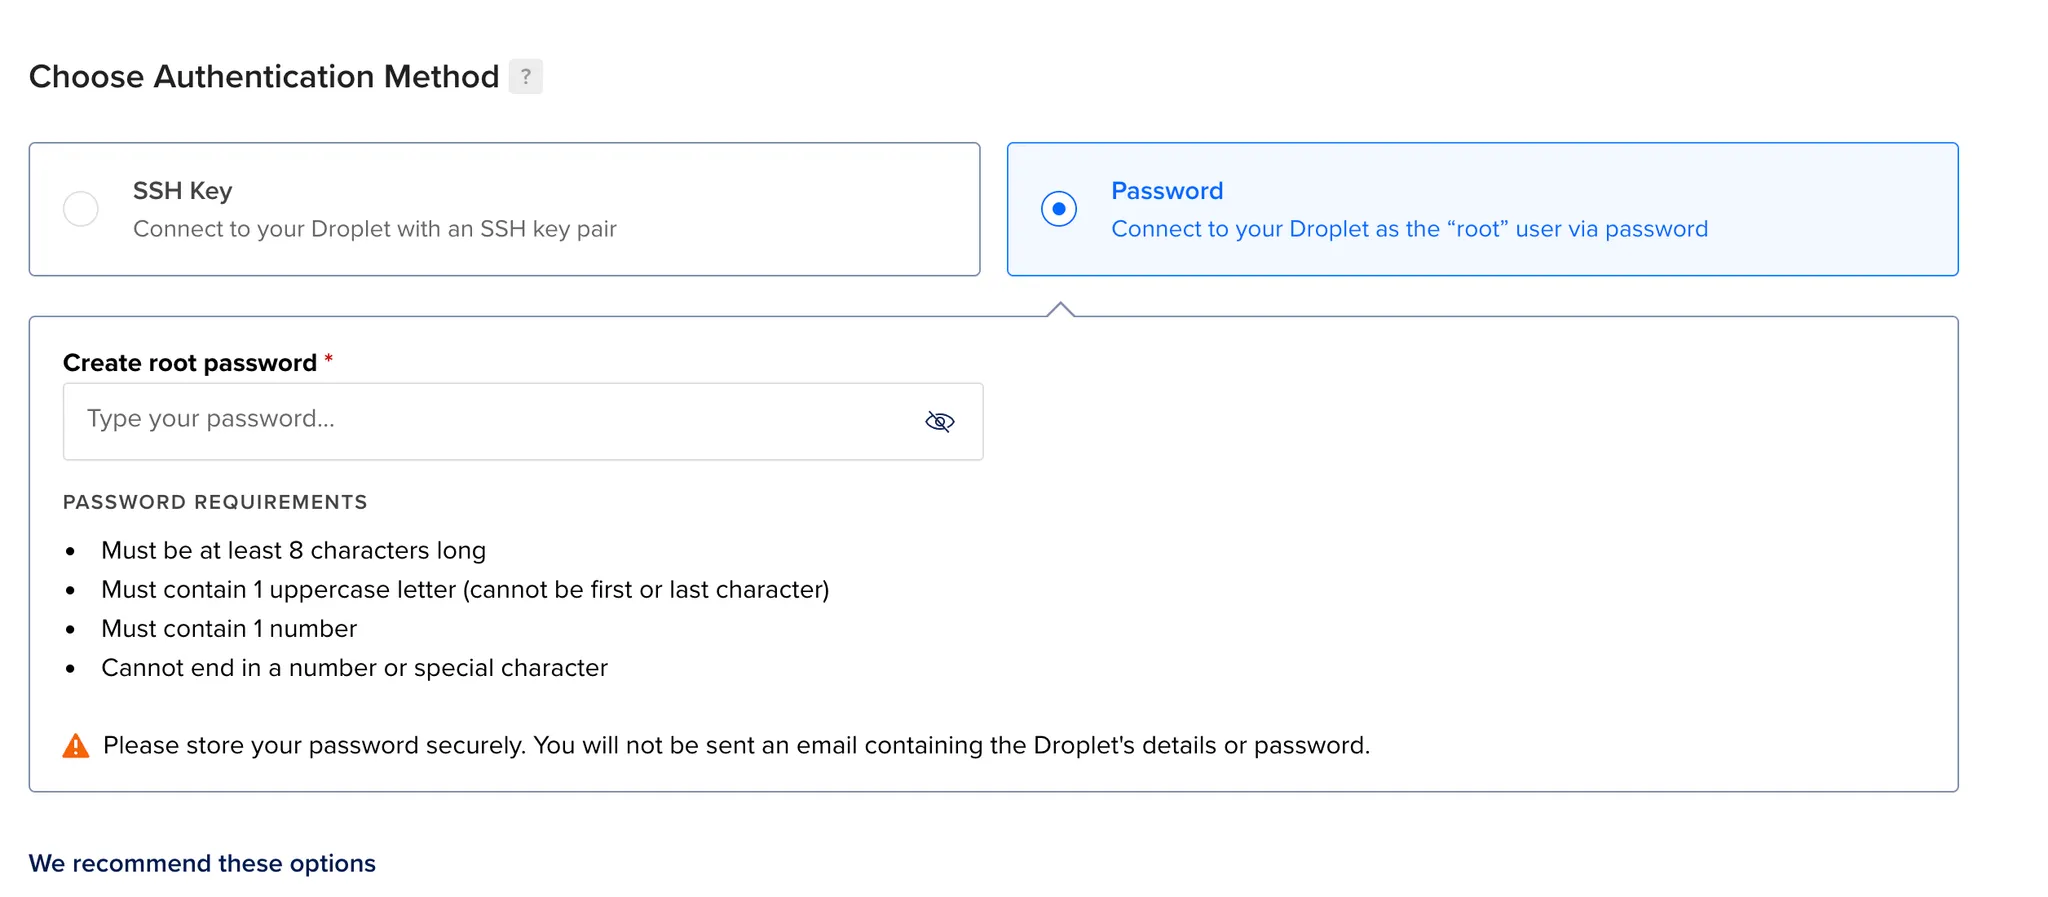 Choose Authentication Method ?
SSH Key
Connect to your Droplet with an SSH key pair
Password
Connect to your Droplet as the “root” user via password
Create root password *
Type your password...
PASSWORD REQUIREMENTS
• Must be at least 8 characters long
• Must contain 1 uppercase letter (cannot be first or last character)
• Must contain 1 number
• Cannot end in a number or special character
Please store your password securely. You will not be sent an email containing the Droplet's details or password.
We recommend these options